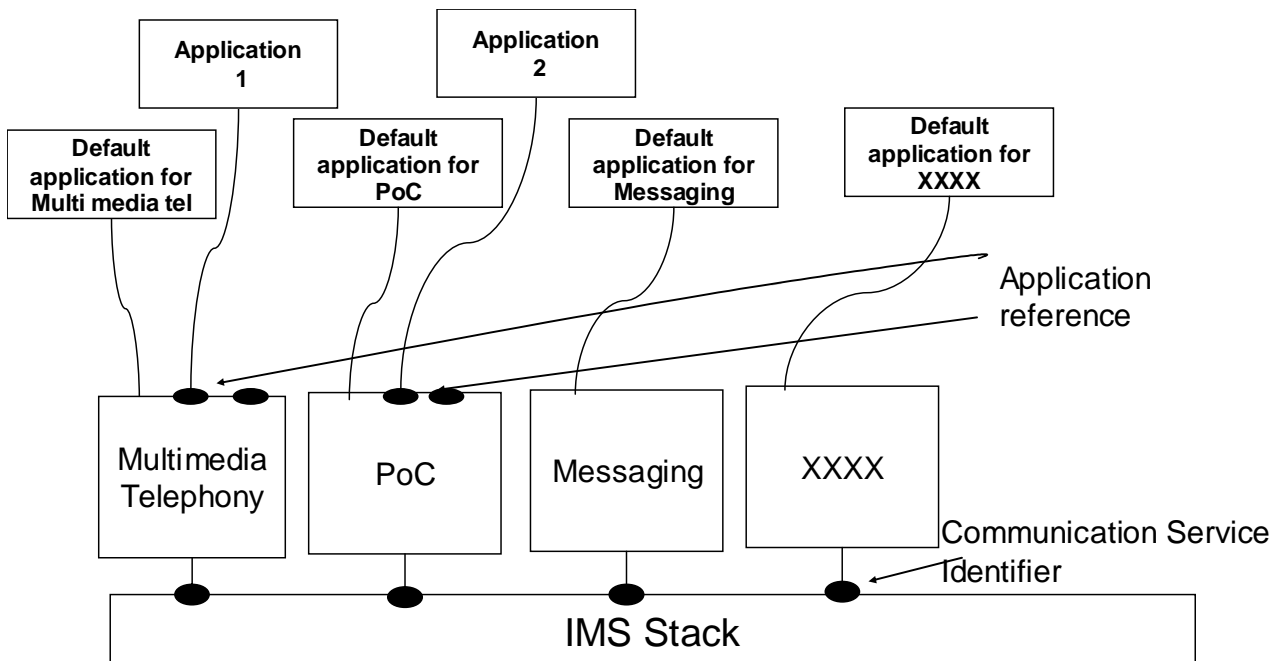 Application
1
Application
2
Default
application for
Multi media tel
Default
application for
PoC
Default
application for
Messaging
Default
application for
XXXX
Application
reference
Multimedia
Telephony
PoC
Messaging
XXXX
Communication Service
Identifier
IMS Stack